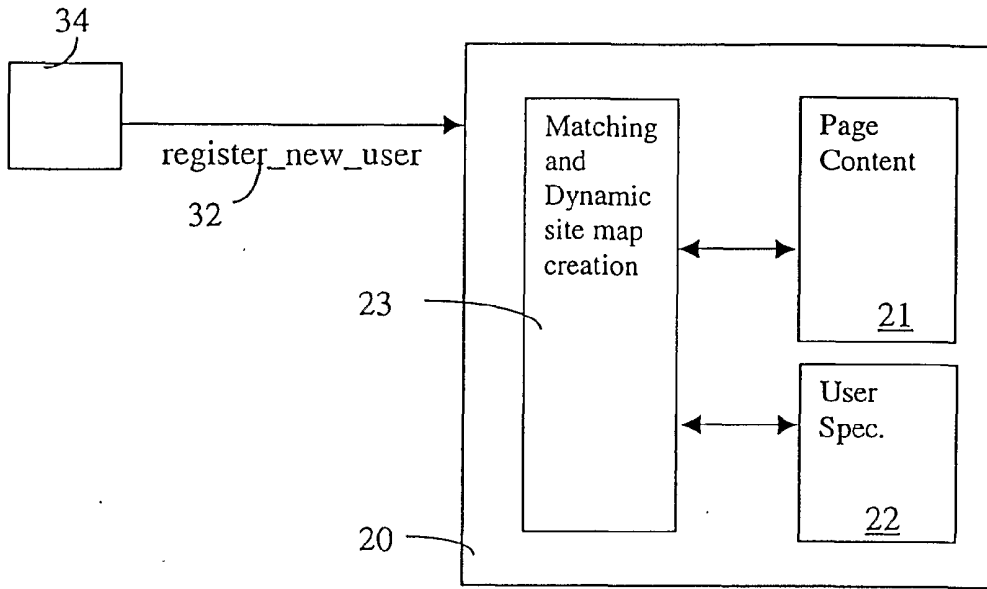 34
register_new_user
32
Matching
and
Dynamic
site map
creation
23
Page
Content
21
User
Spec.
22
20